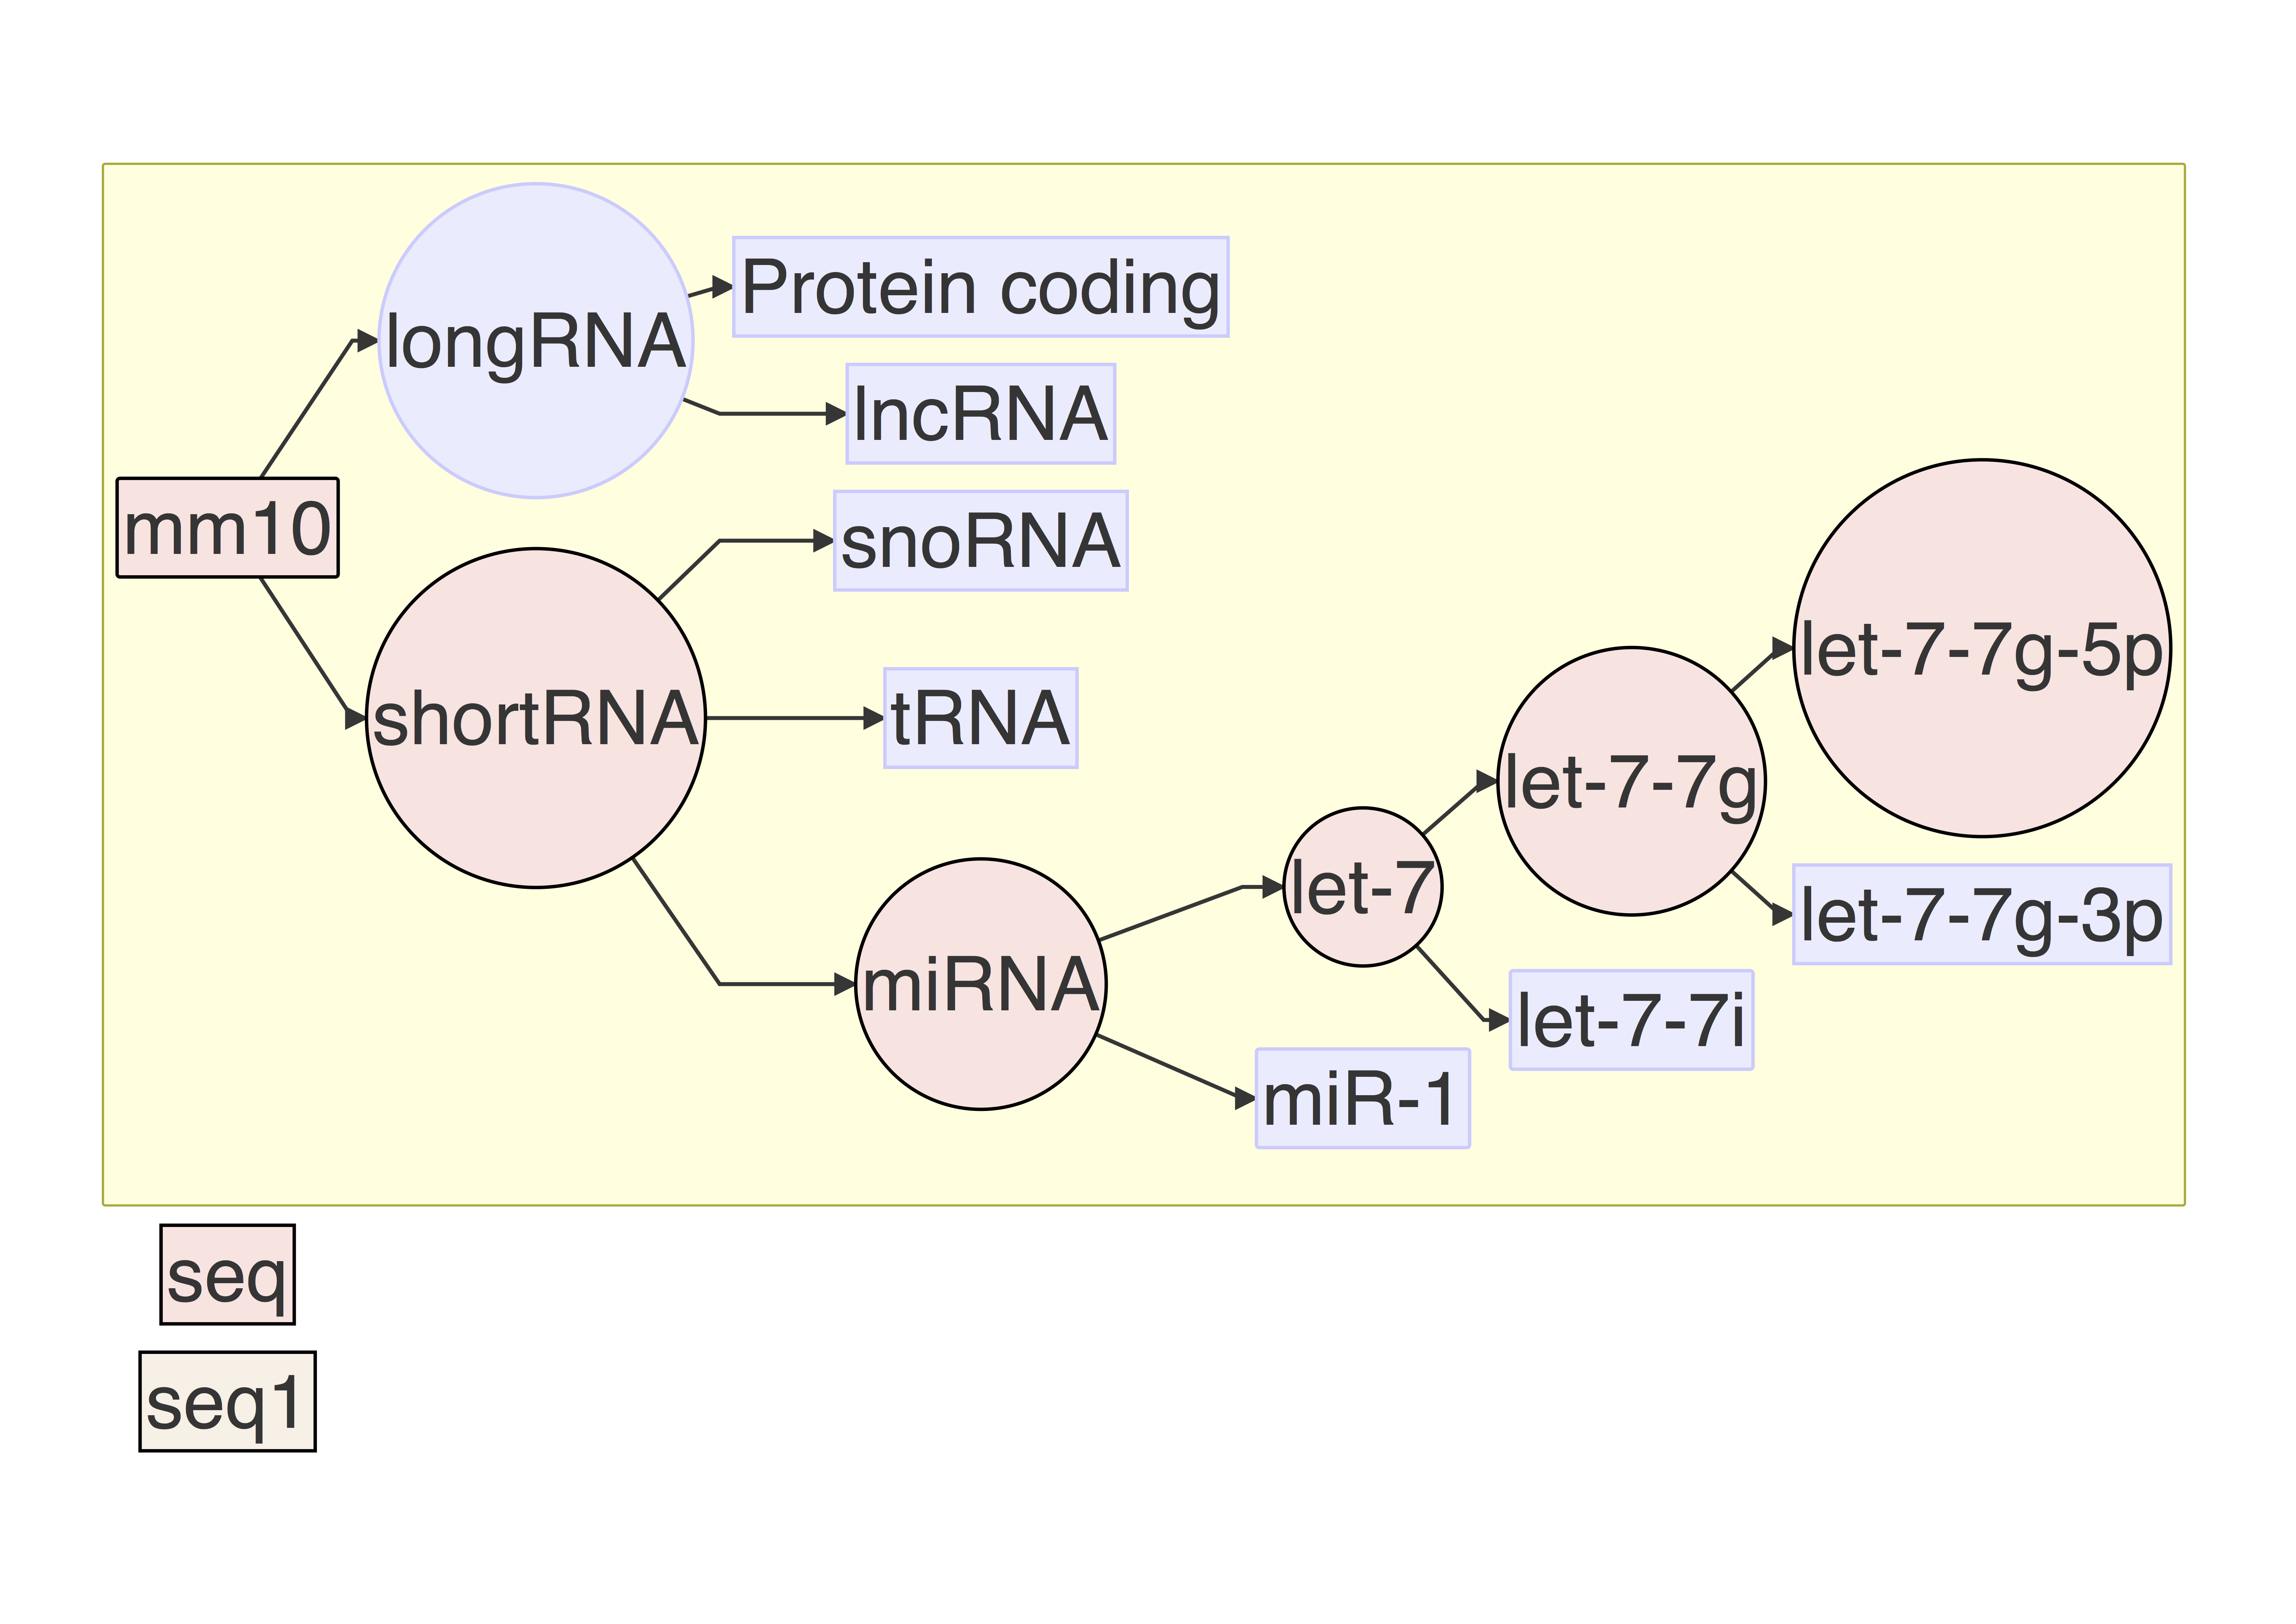 longRNA
Protein coding
lncRNA
mm10
snoRNA
shortRNA
tRNA
let-7-7g-5p
let-7-7g
let-7
let-7-7g-3p
miRNA
let-7-7i
miR-1
seq
seq1